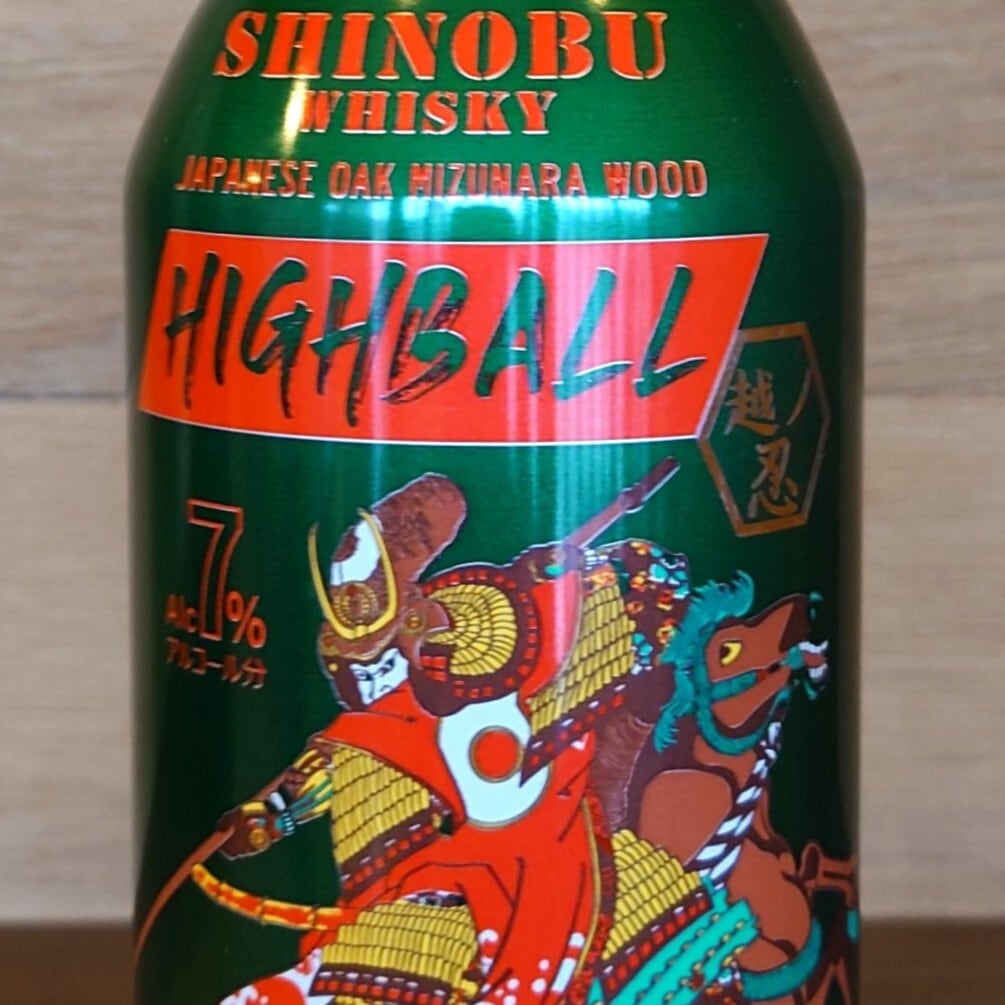 SHINOBU
WHISKY
JAPANESE OAK MIZUNARA WOOD
HIGHBALL
越ノ忍
Alc 7%
アルコール分